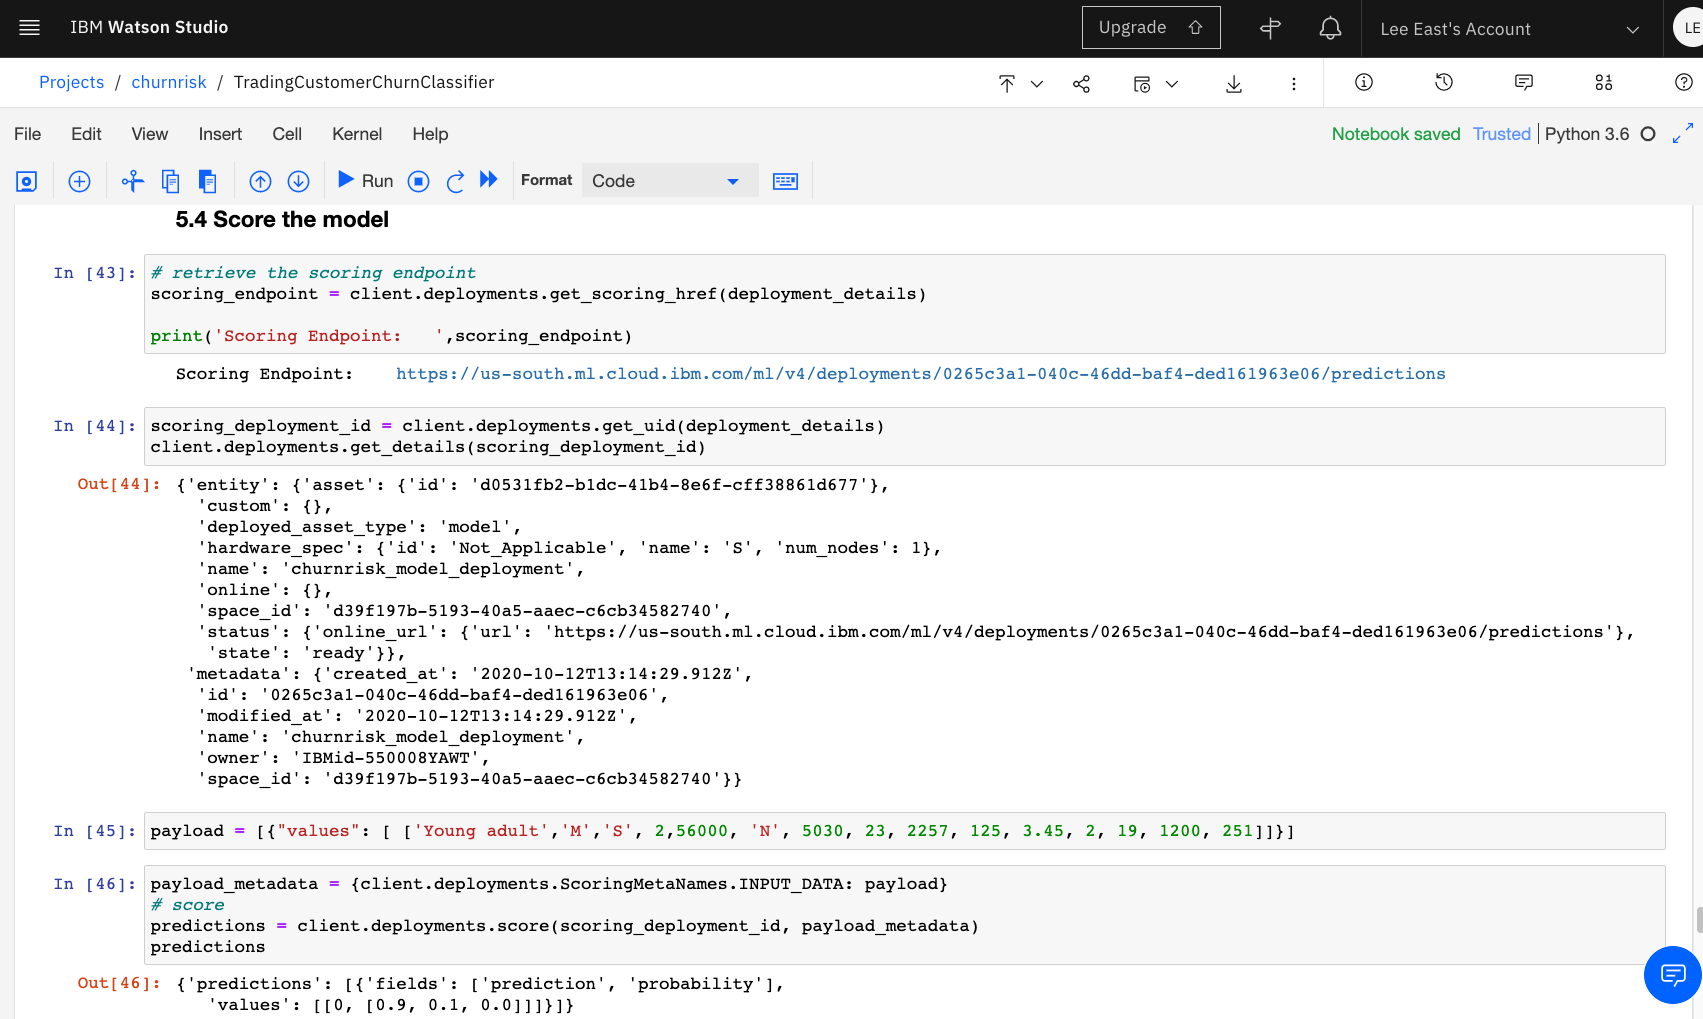 IBM Watson Studio
Upgrade
Lee East's Account
LE
Projects / churnrisk / TradingCustomerChurnClassifier
File Edit View Insert Cell Kernel Help
Notebook saved Trusted | Python 3.6
Run
Format
Code
5.4 Score the model
In [43]:
# retrieve the scoring endpoint
scoring_endpoint = client.deployments.get_scoring_href(deployment_details)
print('Scoring Endpoint:   ',scoring_endpoint)
Scoring Endpoint:    https://us-south.ml.cloud.ibm.com/ml/v4/deployments/0265c3a1-040c-46dd-baf4-ded161963e06/predictions
In [44]:
scoring_deployment_id = client.deployments.get_uid(deployment_details)
client.deployments.get_details(scoring_deployment_id)
Out[44]:
{'entity': {'asset': {'id': 'd0531fb2-b1dc-41b4-8e6f-cff38861d677'},
'custom': {},
'deployed_asset_type': 'model',
'hardware_spec': {'id': 'Not_Applicable', 'name': 'S', 'num_nodes': 1},
'name': 'churnrisk_model_deployment',
'online': {},
'space_id': 'd39f197b-5193-40a5-aaec-c6cb34582740',
'status': {'online_url': {'url': 'https://us-south.ml.cloud.ibm.com/ml/v4/deployments/0265c3a1-040c-46dd-baf4-ded161963e06/predictions'},
'state': 'ready'}},
'metadata': {'created_at': '2020-10-12T13:14:29.912Z',
'id': '0265c3a1-040c-46dd-baf4-ded161963e06',
'modified_at': '2020-10-12T13:14:29.912Z',
'name': 'churnrisk_model_deployment',
'owner': 'IBMid-550008YAWT',
'space_id': 'd39f197b-5193-40a5-aaec-c6cb34582740'}}
In [45]:
payload = [{"values": [ ['Young adult','M','S', 2,56000, 'N', 5030, 23, 2257, 125, 3.45, 2, 19, 1200, 251]]}]
In [46]:
payload_metadata = {client.deployments.ScoringMetaNames.INPUT_DATA: payload}
# score
predictions = client.deployments.score(scoring_deployment_id, payload_metadata)
predictions
Out[46]:
{'predictions': [{'fields': ['prediction', 'probability'],
'values': [[0, [0.9, 0.1, 0.0]]]}]}